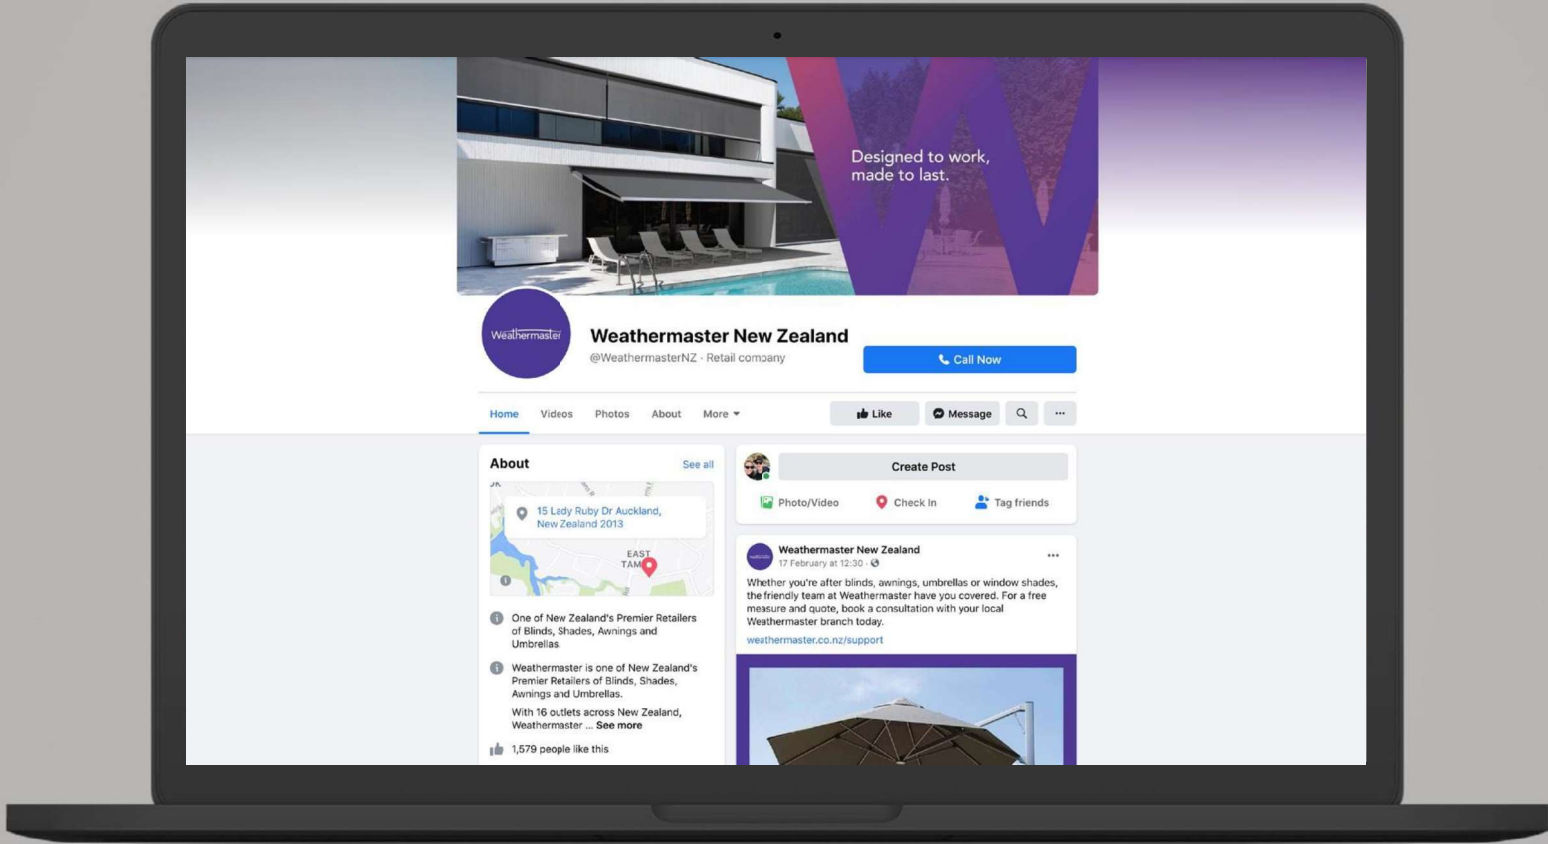 Designed to work,
made to last.
Weathermaster
Weathermaster New Zealand
@WeathermasterNZ · Retail company
Call Now
Home
Videos
Photos
About
More
Like
Message
About
See all
15 Lady Ruby Dr Auckland,
New Zealand 2013
EAST
TAM
One of New Zealand's Premier Retailers
of Blinds, Shades, Awnings and
Umbrellas
Weathermaster is one of New Zealand's
Premier Retailers of Blinds, Shades,
Awnings and Umbrellas.
With 16 outlets across New Zealand,
Weathermaster ... See more
1,579 people like this
Create Post
Photo/Video
Check In
Tag friends
Weathermaster New Zealand
17 February at 12:30 ·
Whether you're after blinds, awnings, umbrellas or window shades,
the friendly team at Weathermaster have you covered. For a free
measure and quote, book a consultation with your local
Weathermaster branch today.
weathermaster.co.nz/support